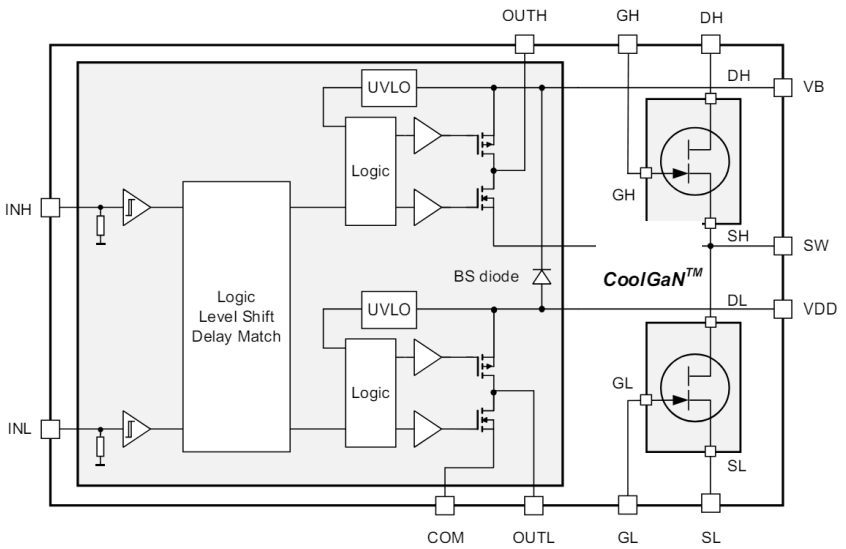 OUTH
GH
DH
DH
VB
UVLO
Logic
INH
GH
SH
SW
CoolGaN™
BS diode
Logic
Level Shift
Delay Match
DL
VDD
UVLO
Logic
GL
INL
SL
COM
OUTL
GL
SL